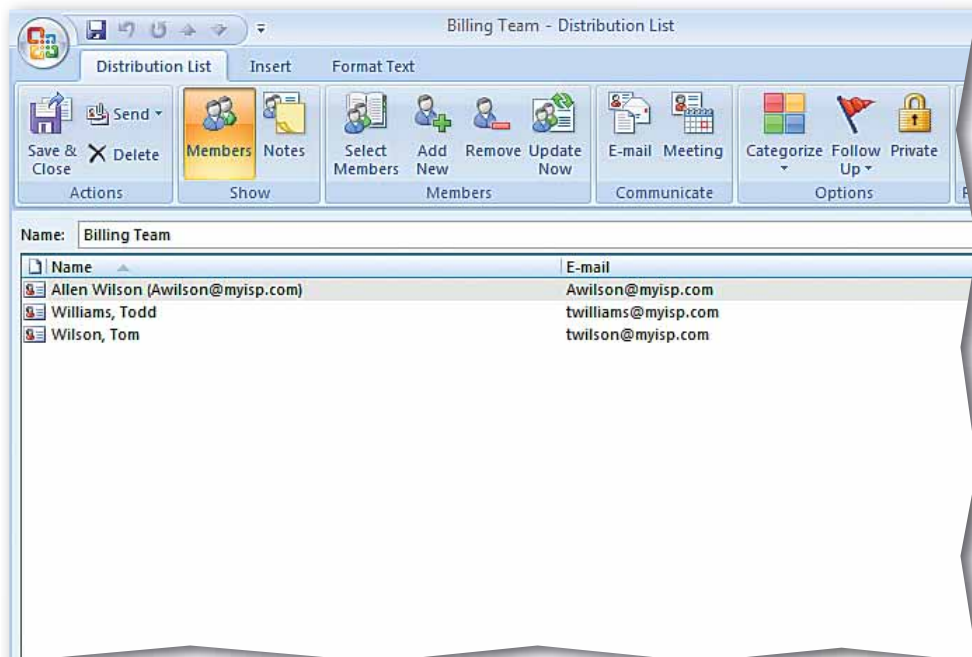 Billing Team - Distribution List
Distribution List Insert Format Text
Save & Close Send Delete Members Notes Select Members Add New Remove Update Now E-mail Meeting Categorize Follow Up Private
Actions Show Members Communicate Options
Name: Billing Team
Name E-mail
Allen Wilson (Awilson@myisp.com) Awilson@myisp.com
Williams, Todd twilliams@myisp.com
Wilson, Tom twilson@myisp.com